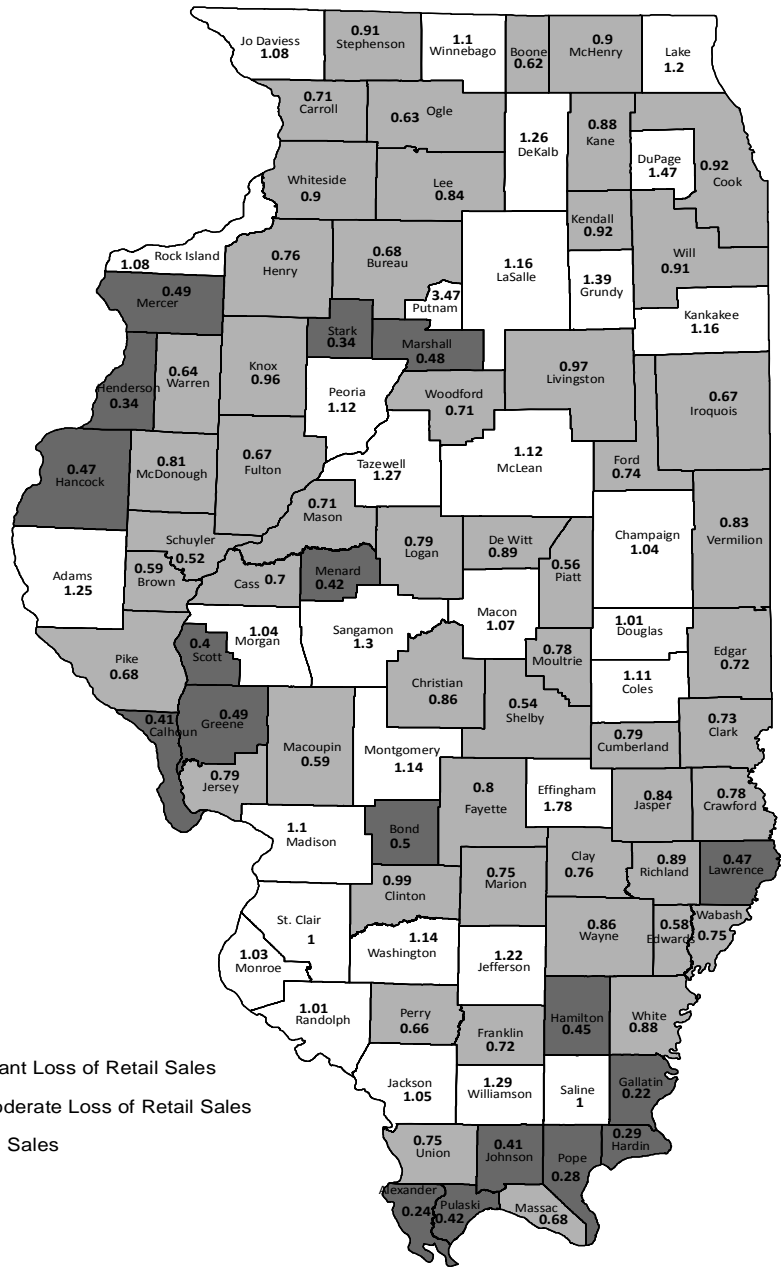 Jo Daviess
1.08
0.91
Stephenson
1.1
Winnebago
Boone
0.62
0.9
McHenry
Lake
1.2
0.71
Carroll
0.63 Ogle
1.26
DeKalb
0.88
Kane
DuPage
1.47
0.92
Cook
Whiteside
0.9
Lee
0.84
Kendall
0.92
Will
0.91
Rock Island
1.08
0.76
Henry
0.68
Bureau
1.16
LaSalle
1.39
Grundy
3.47
Putnam
Kankakee
1.16
0.49
Mercer
Stark
0.34
Marshall
0.48
Henderson
0.34
0.64
Warren
Knox
0.96
Peoria
1.12
Woodford
0.71
0.97
Livingston
0.67
Iroquois
0.47
Hancock
0.81
McDonough
0.67
Fulton
Tazewell
1.27
1.12
McLean
Ford
0.74
0.71
Mason
0.79
Logan
De Witt
0.89
0.56
Piatt
Champaign
1.04
0.83
Vermilion
Schuyler
0.52
Adams
1.25
0.59
Brown
Cass 0.7
Menard
0.42
Macon
1.07
1.01
Douglas
Pike
0.68
0.4
Scott
1.04
Morgan
Sangamon
1.3
Christian
0.86
0.78
Moultrie
1.11
Coles
Edgar
0.72
0.41
Calhoun
0.49
Greene
Macoupin
0.59
Montgomery
1.14
0.54
Shelby
0.79
Cumberland
0.73
Clark
0.79
Jersey
0.8
Fayette
Effingham
1.78
0.84
Jasper
0.78
Crawford
1.1
Madison
Bond
0.5
0.75
Marion
Clay
0.76
0.89
Richland
0.47
Lawrence
0.99
Clinton
St. Clair
1
1.14
Washington
1.22
Jefferson
0.86
Wayne
0.58
Edwards
Wabash
0.75
1.03
Monroe
1.01
Randolph
Perry
0.66
Franklin
0.72
Hamilton
0.45
White
0.88
ant Loss of Retail Sales
oderate Loss of Retail Sales
Sales
Jackson
1.05
1.29
Williamson
Saline
1
Gallatin
0.22
0.75
Union
0.41
Johnson
Pope
0.28
0.29
Hardin
Alexander
0.24
Pulaski
0.42
Massac
0.68